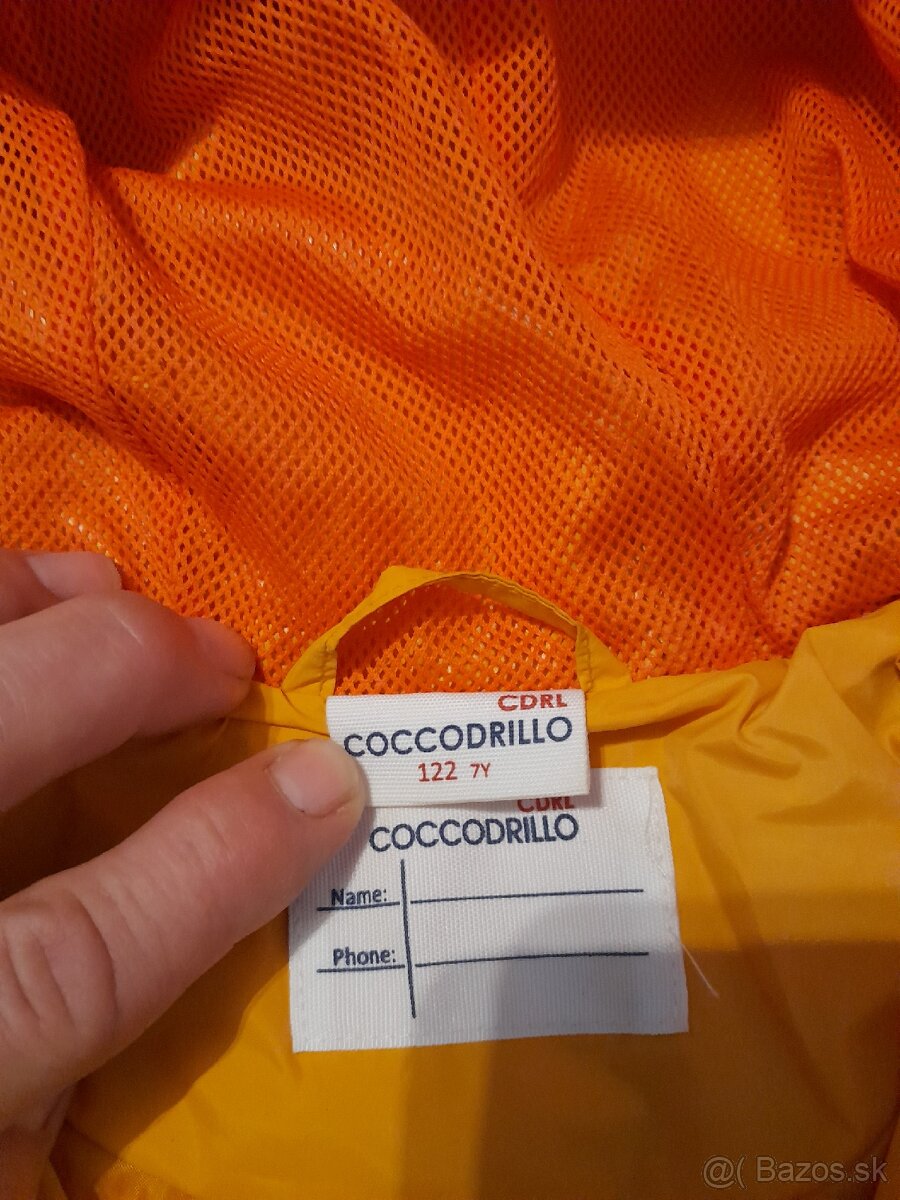 CDRL
COCCODRILLO
122 7Y
CDRL
COCCODRILLO
Name:
Phone:
@( Bazos.sk